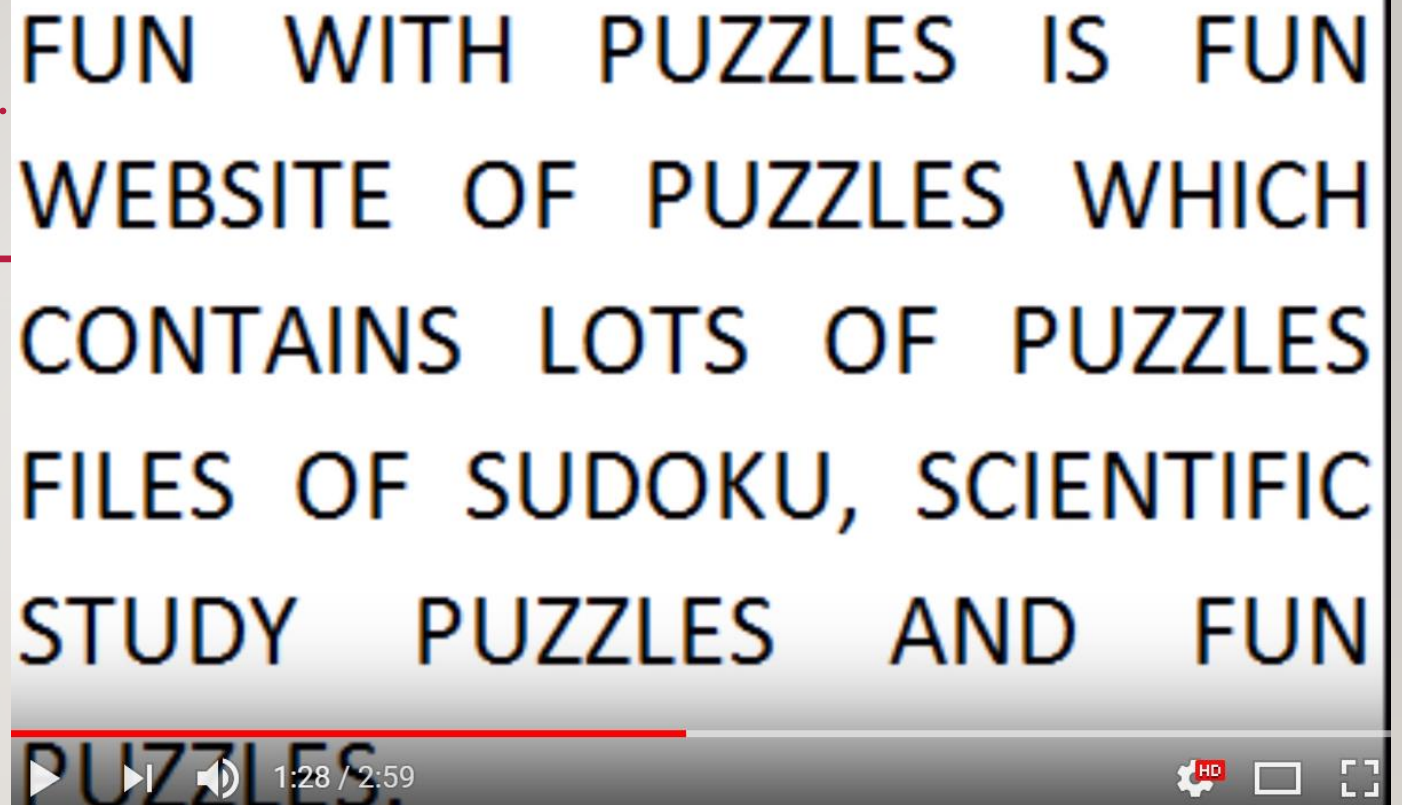 FUN WITH PUZZLES IS FUN
WEBSITE OF PUZZLES WHICH
CONTAINS LOTS OF PUZZLES
FILES OF SUDOKU, SCIENTIFIC
STUDY PUZZLES AND FUN
PUZZLES.
1:28 / 2:59
HD